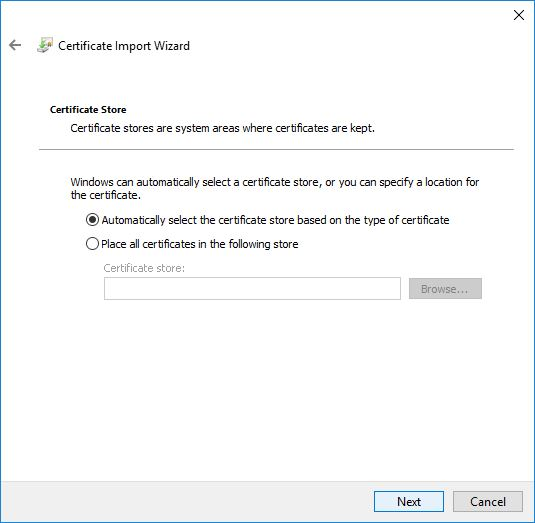 Certificate Import Wizard
Certificate Store
Certificate stores are system areas where certificates are kept.
Windows can automatically select a certificate store, or you can specify a location for
the certificate.
Automatically select the certificate store based on the type of certificate
Place all certificates in the following store
Certificate store:
Browse...
Next
Cancel